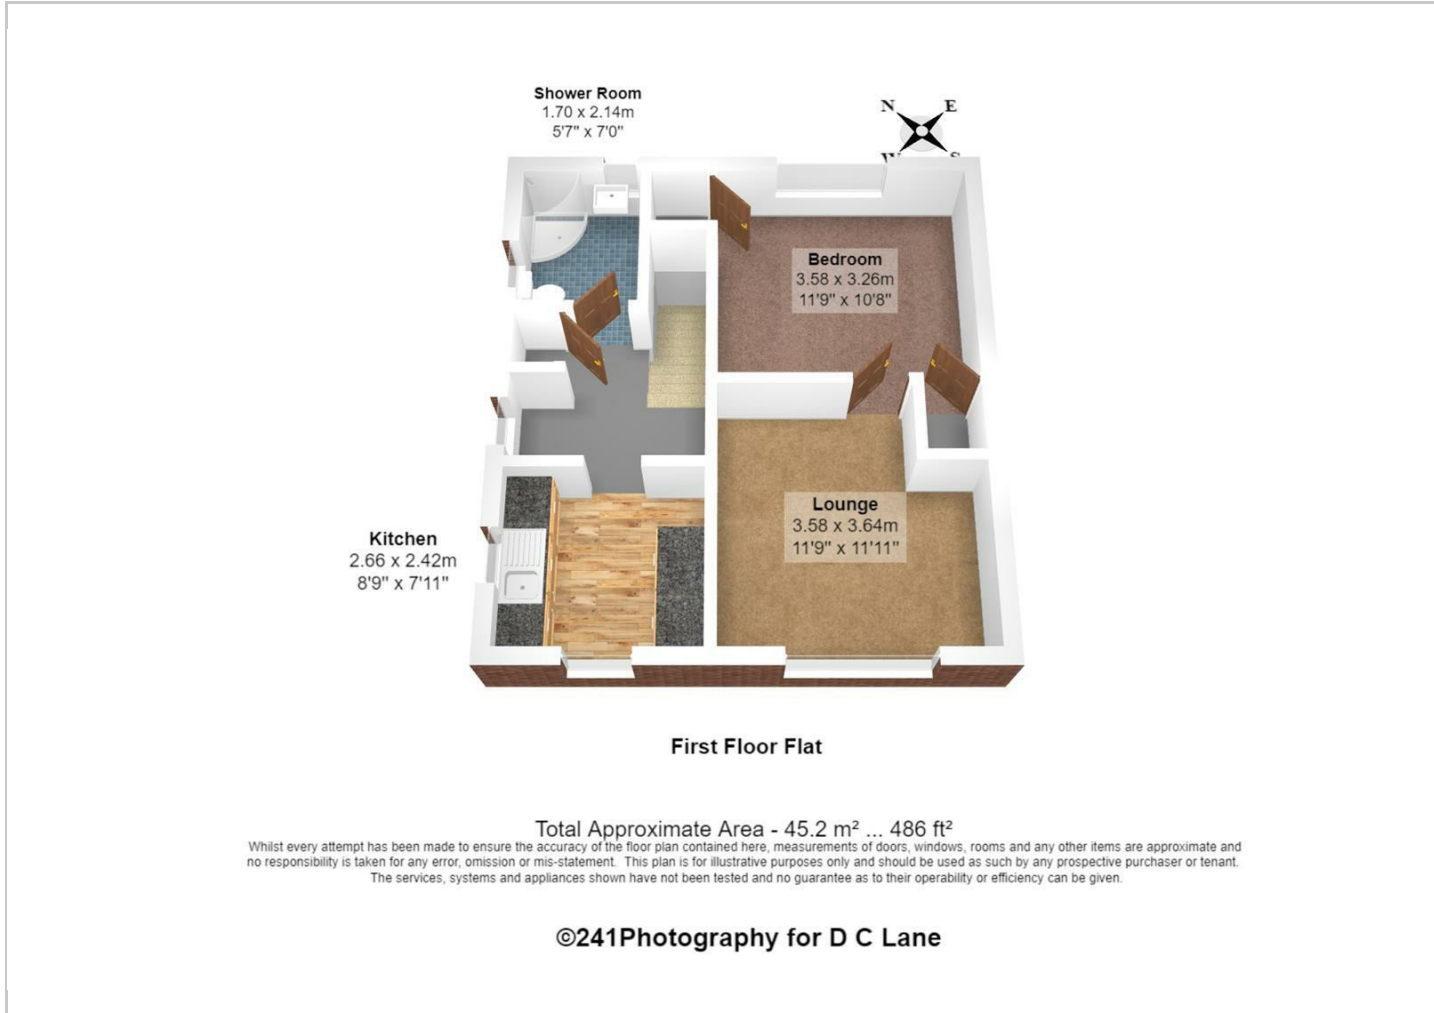 Shower Room
1.70 x 2.14m
5'7" x 7'0"
N E
W S
Bedroom
3.58 x 3.26m
11'9" x 10'8"
Lounge
3.58 x 3.64m
11'9" x 11'11"
Kitchen
2.66 x 2.42m
8'9" x 7'11"
First Floor Flat
Total Approximate Area - 45.2 m² ... 486 ft²
Whilst every attempt has been made to ensure the accuracy of the floor plan contained here, measurements of doors, windows, rooms and any other items are approximate and
no responsibility is taken for any error, omission or mis-statement. This plan is for illustrative purposes only and should be used as such by any prospective purchaser or tenant.
The services, systems and appliances shown have not been tested and no guarantee as to their operability or efficiency can be given.
©241Photography for D C Lane